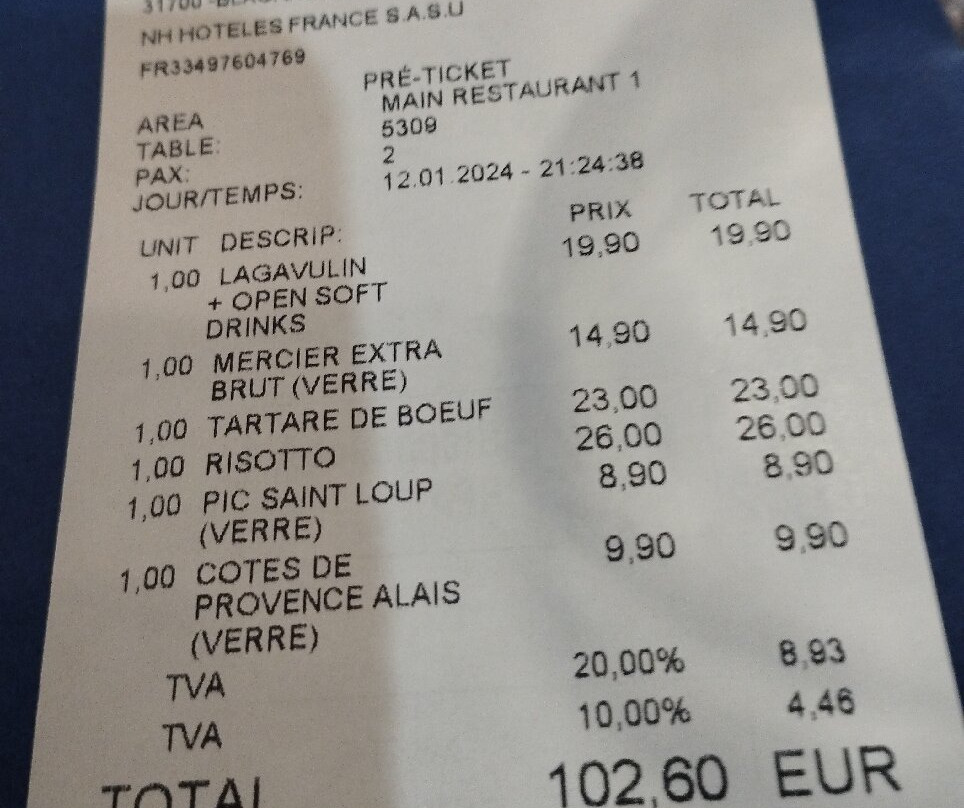 31700
NH HOTELES FRANCE S.A.S.U
FR33497604769
PRÉ-TICKET
AREA MAIN RESTAURANT 1
TABLE: 5309
PAX: 2
JOUR/TEMPS: 12.01.2024 - 21:24:38
UNIT DESCRIP: PRIX TOTAL
1,00 LAGAVULIN 19,90 19,90
+ OPEN SOFT
DRINKS
1,00 MERCIER EXTRA 14,90 14,90
BRUT (VERRE)
1,00 TARTARE DE BOEUF 23,00 23,00
1,00 RISOTTO 26,00 26,00
1,00 PIC SAINT LOUP 8,90 8,90
(VERRE)
1,00 COTES DE 9,90 9,90
PROVENCE ALAIS
(VERRE)
TVA 20,00% 8,93
TVA 10,00% 4,46
TOTAL 102,60 EUR